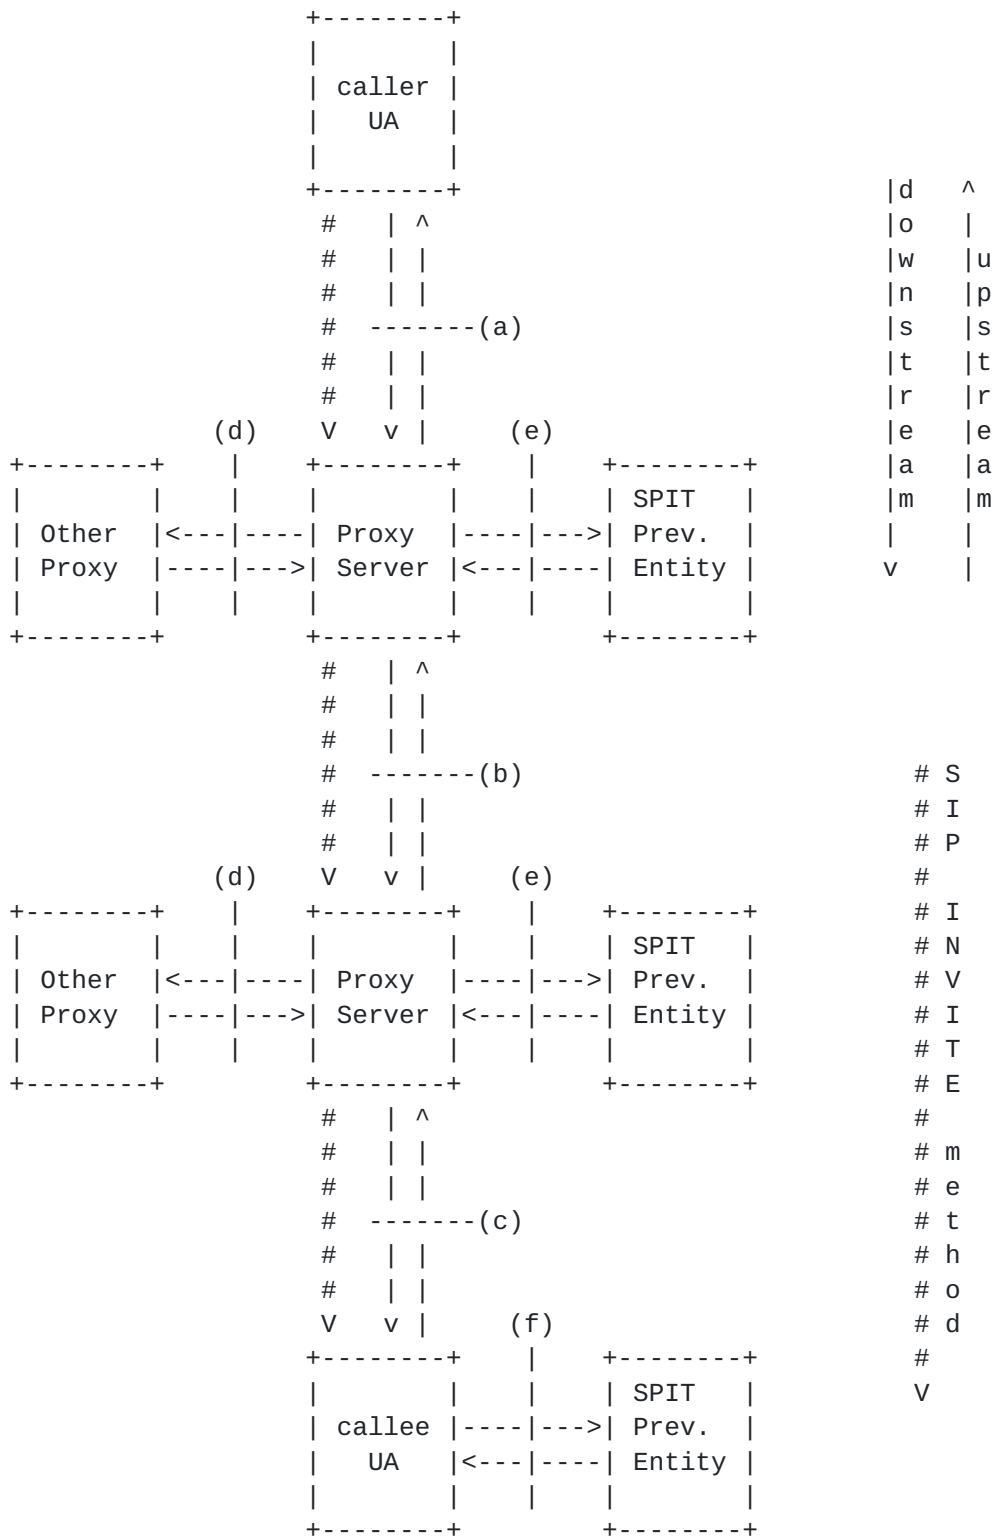 caller
UA
(a)
downstream
upstream
(d)
(e)
Other
Proxy
Proxy
Server
SPIT
Prev.
Entity
(b)
SIP INVITE method
(d)
(e)
Other
Proxy
Proxy
Server
SPIT
Prev.
Entity
(c)
(f)
callee
UA
SPIT
Prev.
Entity